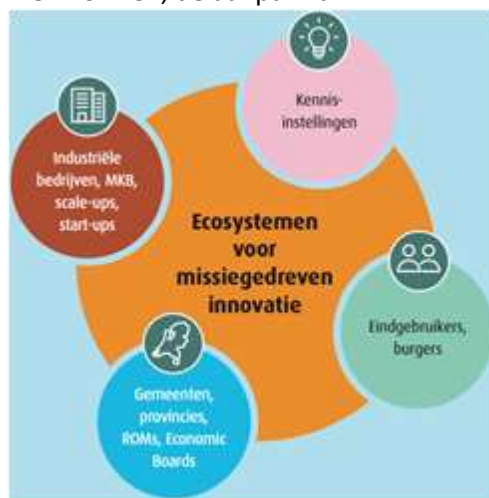 Kennis-
instellingen
Industriële
bedrijven, MKB,
scale-ups,
start-ups
Ecosystemen
voor
missiegedreven
innovatie
Eindgebruikers,
burgers
Gemeenten,
provincies,
ROMs, Economic
Boards